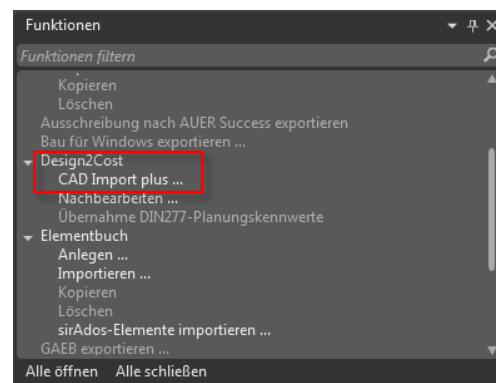 Funktionen
Funktionen filtern
Kopieren
Löschen
Ausschreibung nach AUER Success exportieren
Bau für Windows exportieren ...
Design2Cost
CAD Import plus ...
Nachbearbeiten ...
Übernahme DIN277-Planungskennwerte
Elementbuch
Anlegen ...
Importieren ...
Kopieren
Löschen
sirAdos-Elemente importieren ...
GAEB exportieren ...
Alle öffnen Alle schließen